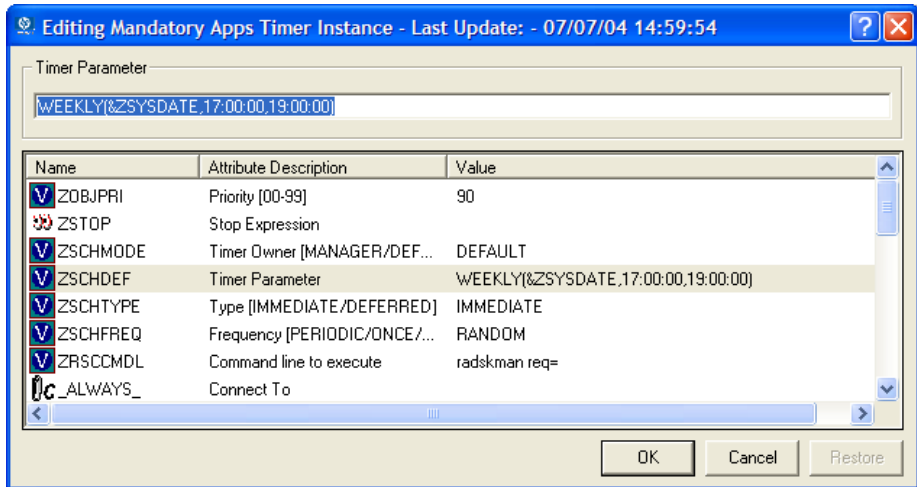 Editing Mandatory Apps Timer Instance - Last Update: - 07/07/04 14:59:54
Timer Parameter
WEEKLY(&ZSYSDATE,17:00:00,19:00:00)
Name Attribute Description Value
V ZOBJPRI Priority [00-99] 90
ZSTOP Stop Expression
V ZSCHMODE Timer Owner [MANAGER/DEF... DEFAULT
V ZSCHDEF Timer Parameter WEEKLY(&ZSYSDATE,17:00:00,19:00:00)
V ZSCHTYPE Type [IMMEDIATE/DEFERRED] IMMEDIATE
V ZSCHFREQ Frequency [PERIODIC/ONCE/... RANDOM
V ZRSCCMDL Command line to execute radskman req=
C _ALWAYS_ Connect To
OK Cancel Restore